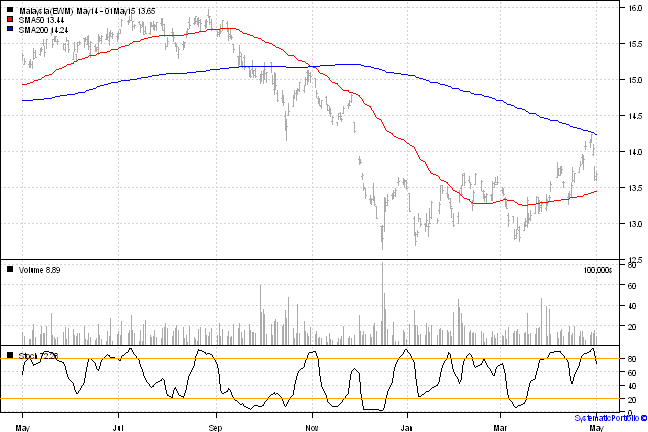 Malaysia(EWM) May14 - 01May15 13.65
SMA50 13.44
SMA200 14.24
16.0
15.5
15.0
14.5
14.0
13.5
13.0
12.5
Volume 8.89
100,000s
80
60
40
20
Stoch 72.28
80
60
40
20
0
May
Jul
Sep
Nov
Jan
Mar
May
SystematicPortfolio ©